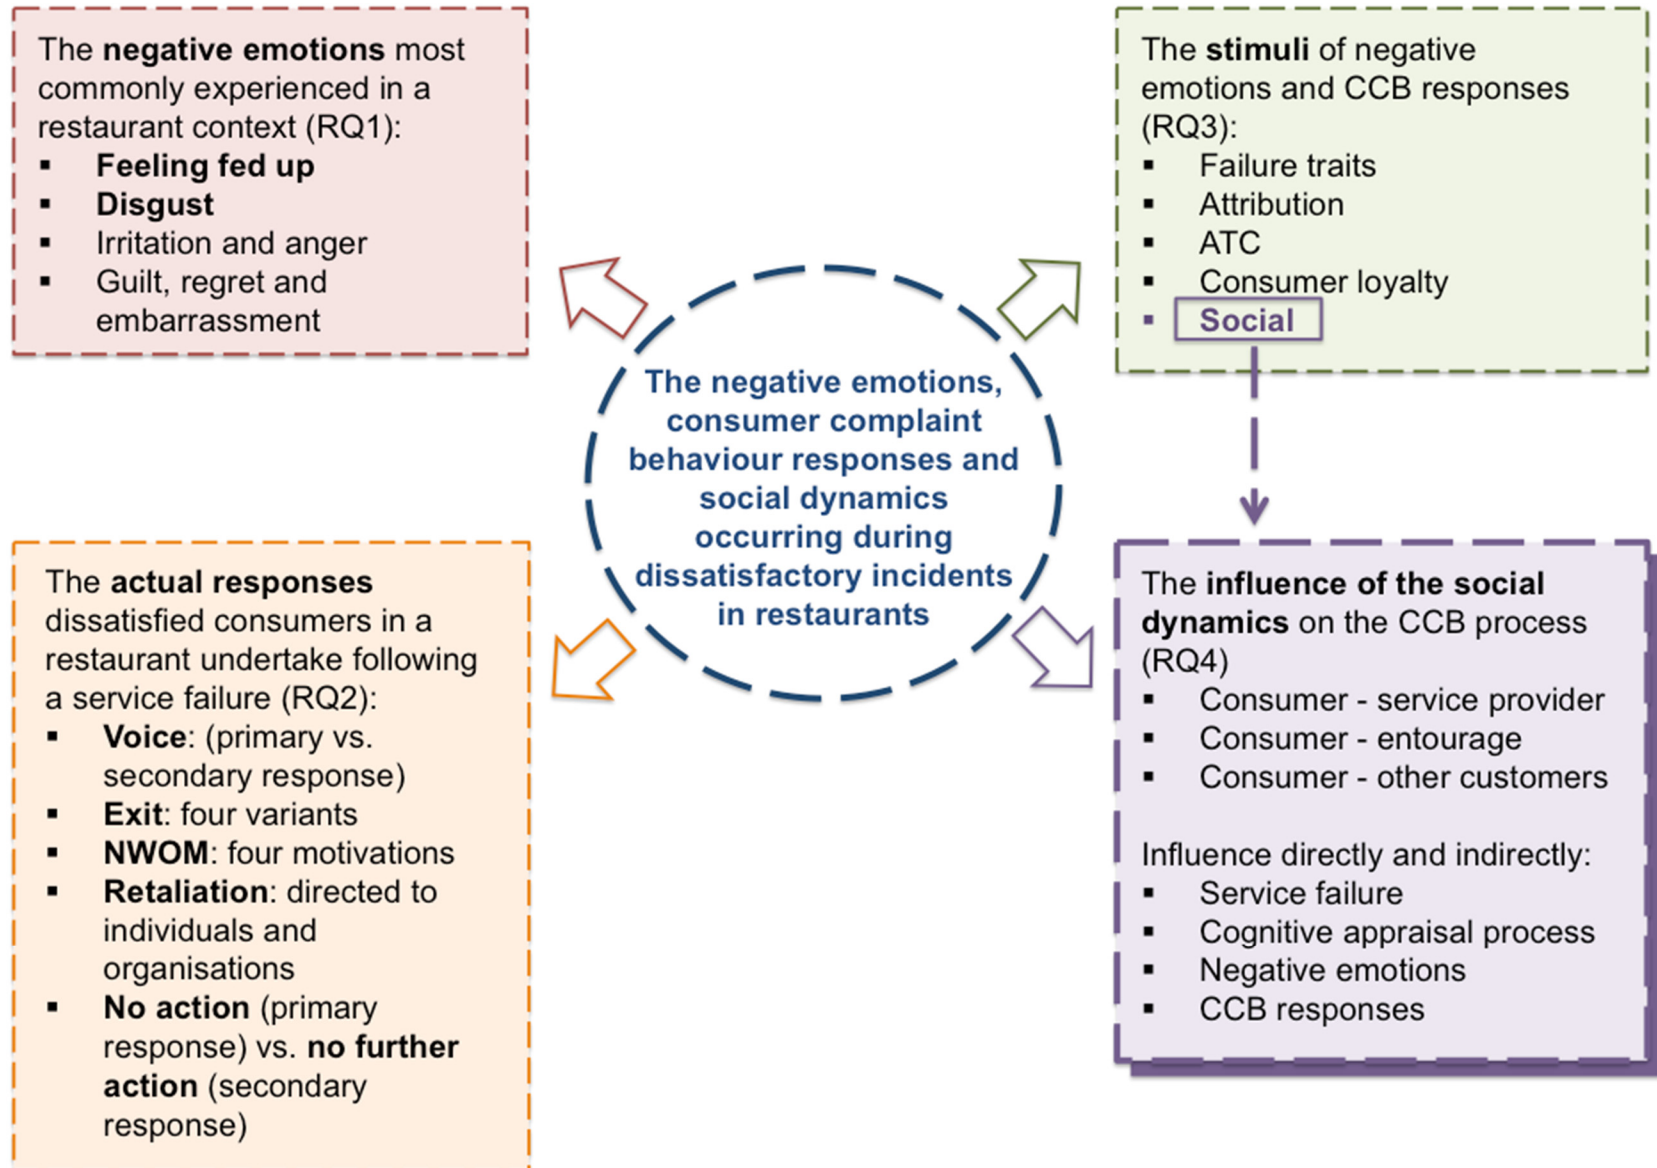 The negative emotions most
commonly experienced in a
restaurant context (RQ1):
▪ Feeling fed up
▪ Disgust
▪ Irritation and anger
▪ Guilt, regret and
embarrassment
The stimuli of negative
emotions and CCB responses
(RQ3):
▪ Failure traits
▪ Attribution
▪ ATC
▪ Consumer loyalty
▪ Social
The negative emotions,
consumer complaint
behaviour responses and
social dynamics
occurring during
dissatisfactory incidents
in restaurants
The actual responses
dissatisfied consumers in a
restaurant undertake following
a service failure (RQ2):
▪ Voice: (primary vs.
secondary response)
▪ Exit: four variants
▪ NWOM: four motivations
▪ Retaliation: directed to
individuals and
organisations
▪ No action (primary
response) vs. no further
action (secondary
response)
The influence of the social
dynamics on the CCB process
(RQ4)
▪ Consumer - service provider
▪ Consumer - entourage
▪ Consumer - other customers
Influence directly and indirectly:
▪ Service failure
▪ Cognitive appraisal process
▪ Negative emotions
▪ CCB responses